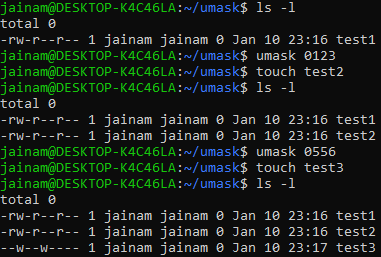 jainam@DESKTOP-K4C46LA:~/umask$ ls -l
total 0
-rw-r--r-- 1 jainam jainam 0 Jan 10 23:16 test1
jainam@DESKTOP-K4C46LA:~/umask$ umask 0123
jainam@DESKTOP-K4C46LA:~/umask$ touch test2
jainam@DESKTOP-K4C46LA:~/umask$ ls -l
total 0
-rw-r--r-- 1 jainam jainam 0 Jan 10 23:16 test1
-rw-r--r-- 1 jainam jainam 0 Jan 10 23:16 test2
jainam@DESKTOP-K4C46LA:~/umask$ umask 0556
jainam@DESKTOP-K4C46LA:~/umask$ touch test3
jainam@DESKTOP-K4C46LA:~/umask$ ls -l
total 0
-rw-r--r-- 1 jainam jainam 0 Jan 10 23:16 test1
-rw-r--r-- 1 jainam jainam 0 Jan 10 23:16 test2
--w--w---- 1 jainam jainam 0 Jan 10 23:17 test3